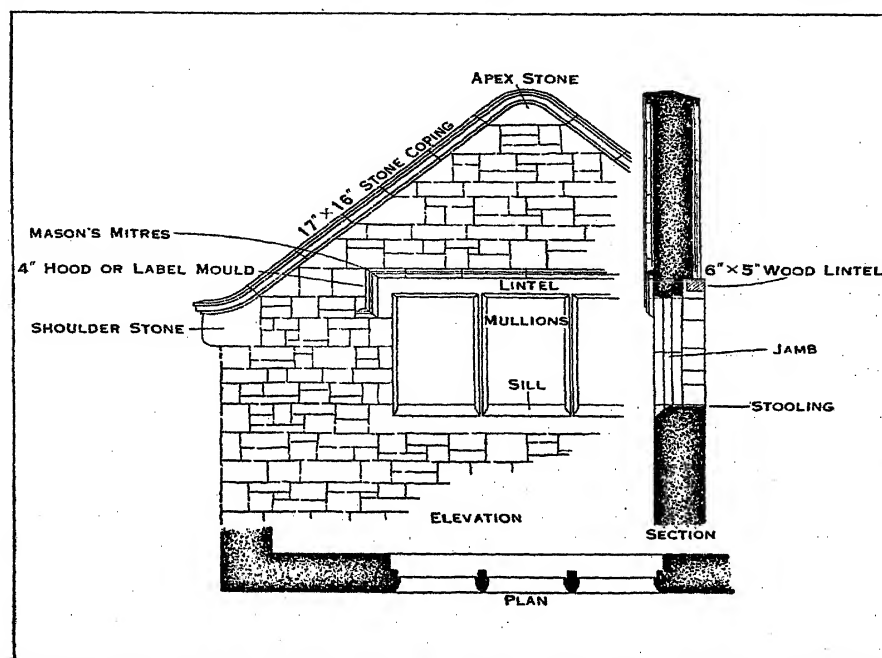 APEX STONE
17" × 16" STONE COPING
MASON'S MITRES
4" HOOD OR LABEL MOULD
6" × 5" WOOD LINTEL
LINTEL
SHOULDER STONE
MULLIONS
JAMB
SILL
STOOLING
ELEVATION
SECTION
PLAN